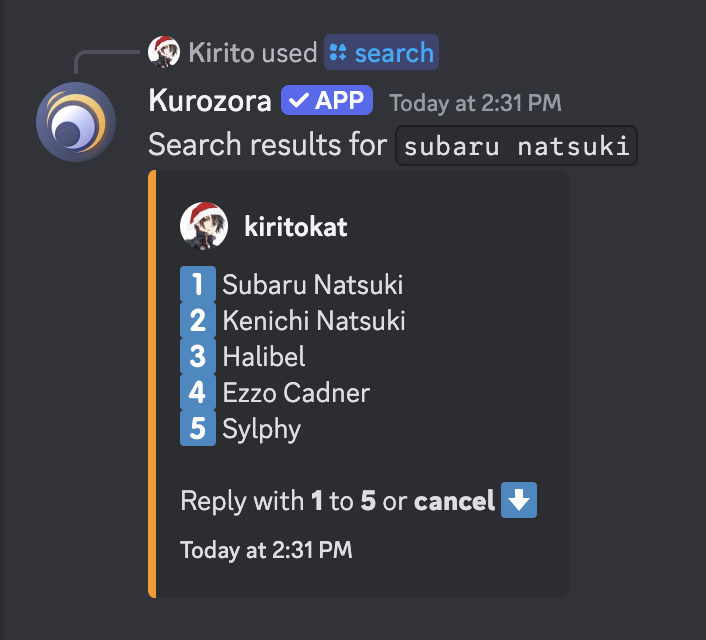 Kirito used search
Kurozora ✓ APP Today at 2:31 PM
Search results for subaru natsuki
kiritokat
1 Subaru Natsuki
2 Kenichi Natsuki
3 Halibel
4 Ezzo Cadner
5 Sylphy
Reply with 1 to 5 or cancel ⬇
Today at 2:31 PM